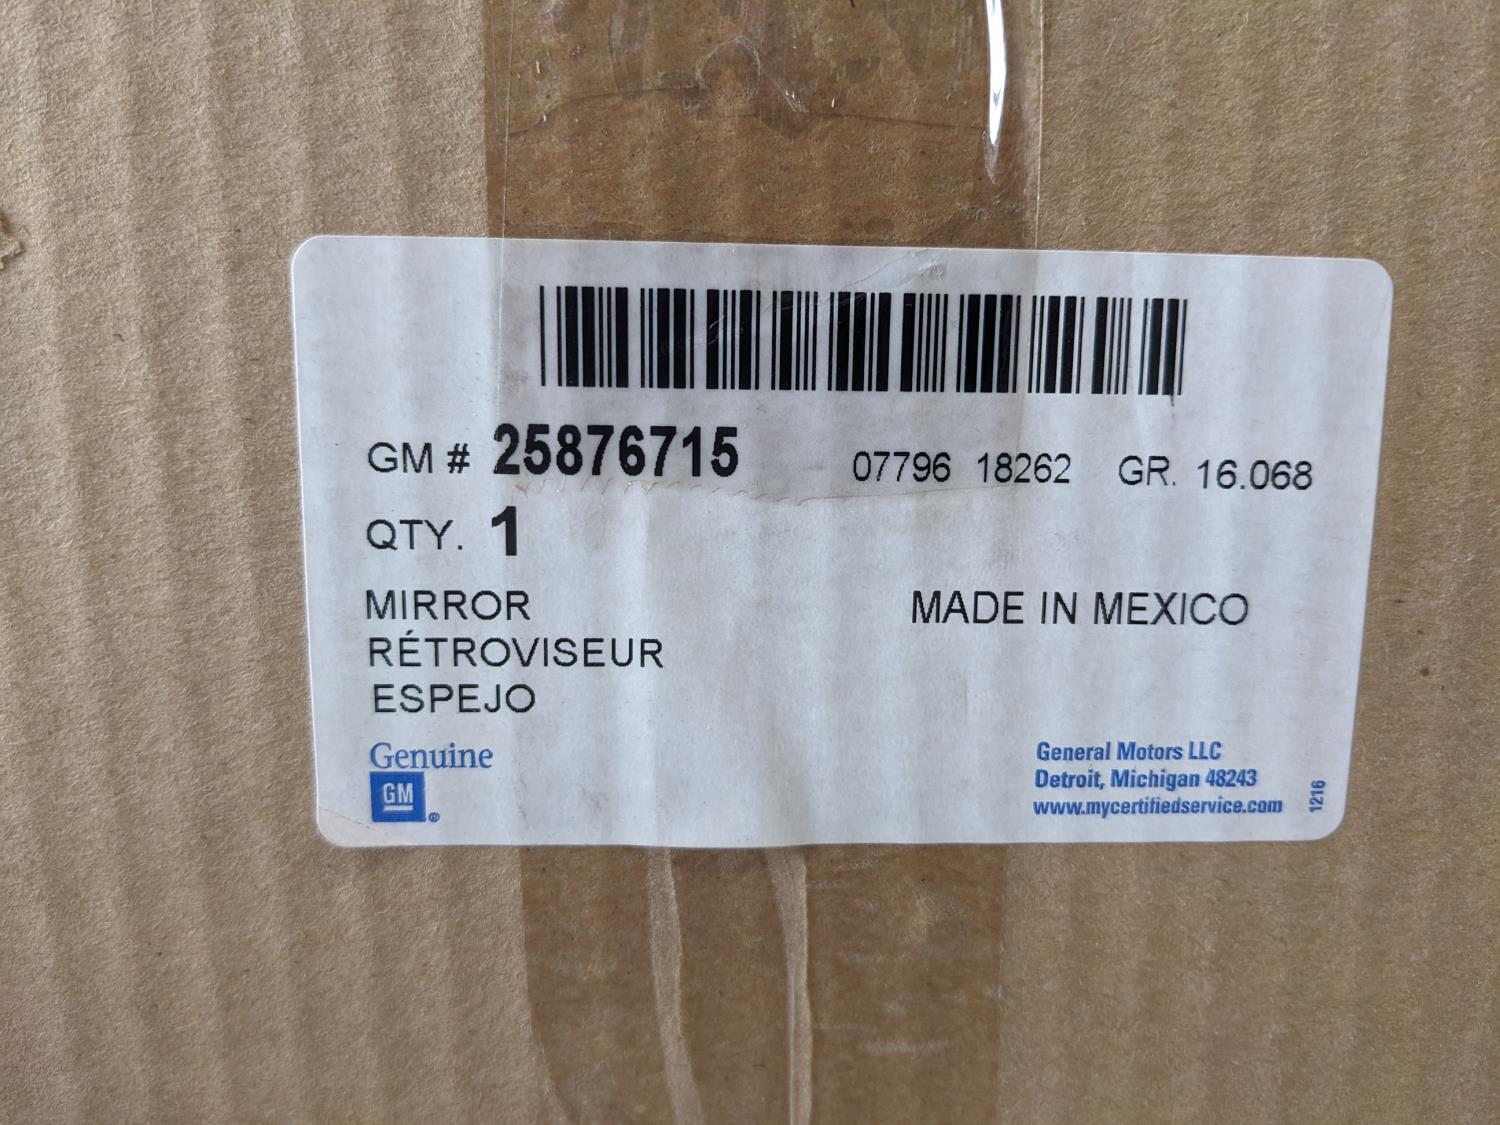 GM # 25876715 07796 18262 GR. 16.068
QTY. 1
MIRROR MADE IN MEXICO
RÉTROVISEUR
ESPEJO
Genuine
GM ®
General Motors LLC
Detroit, Michigan 48243
www.mycertifiedservice.com
1216